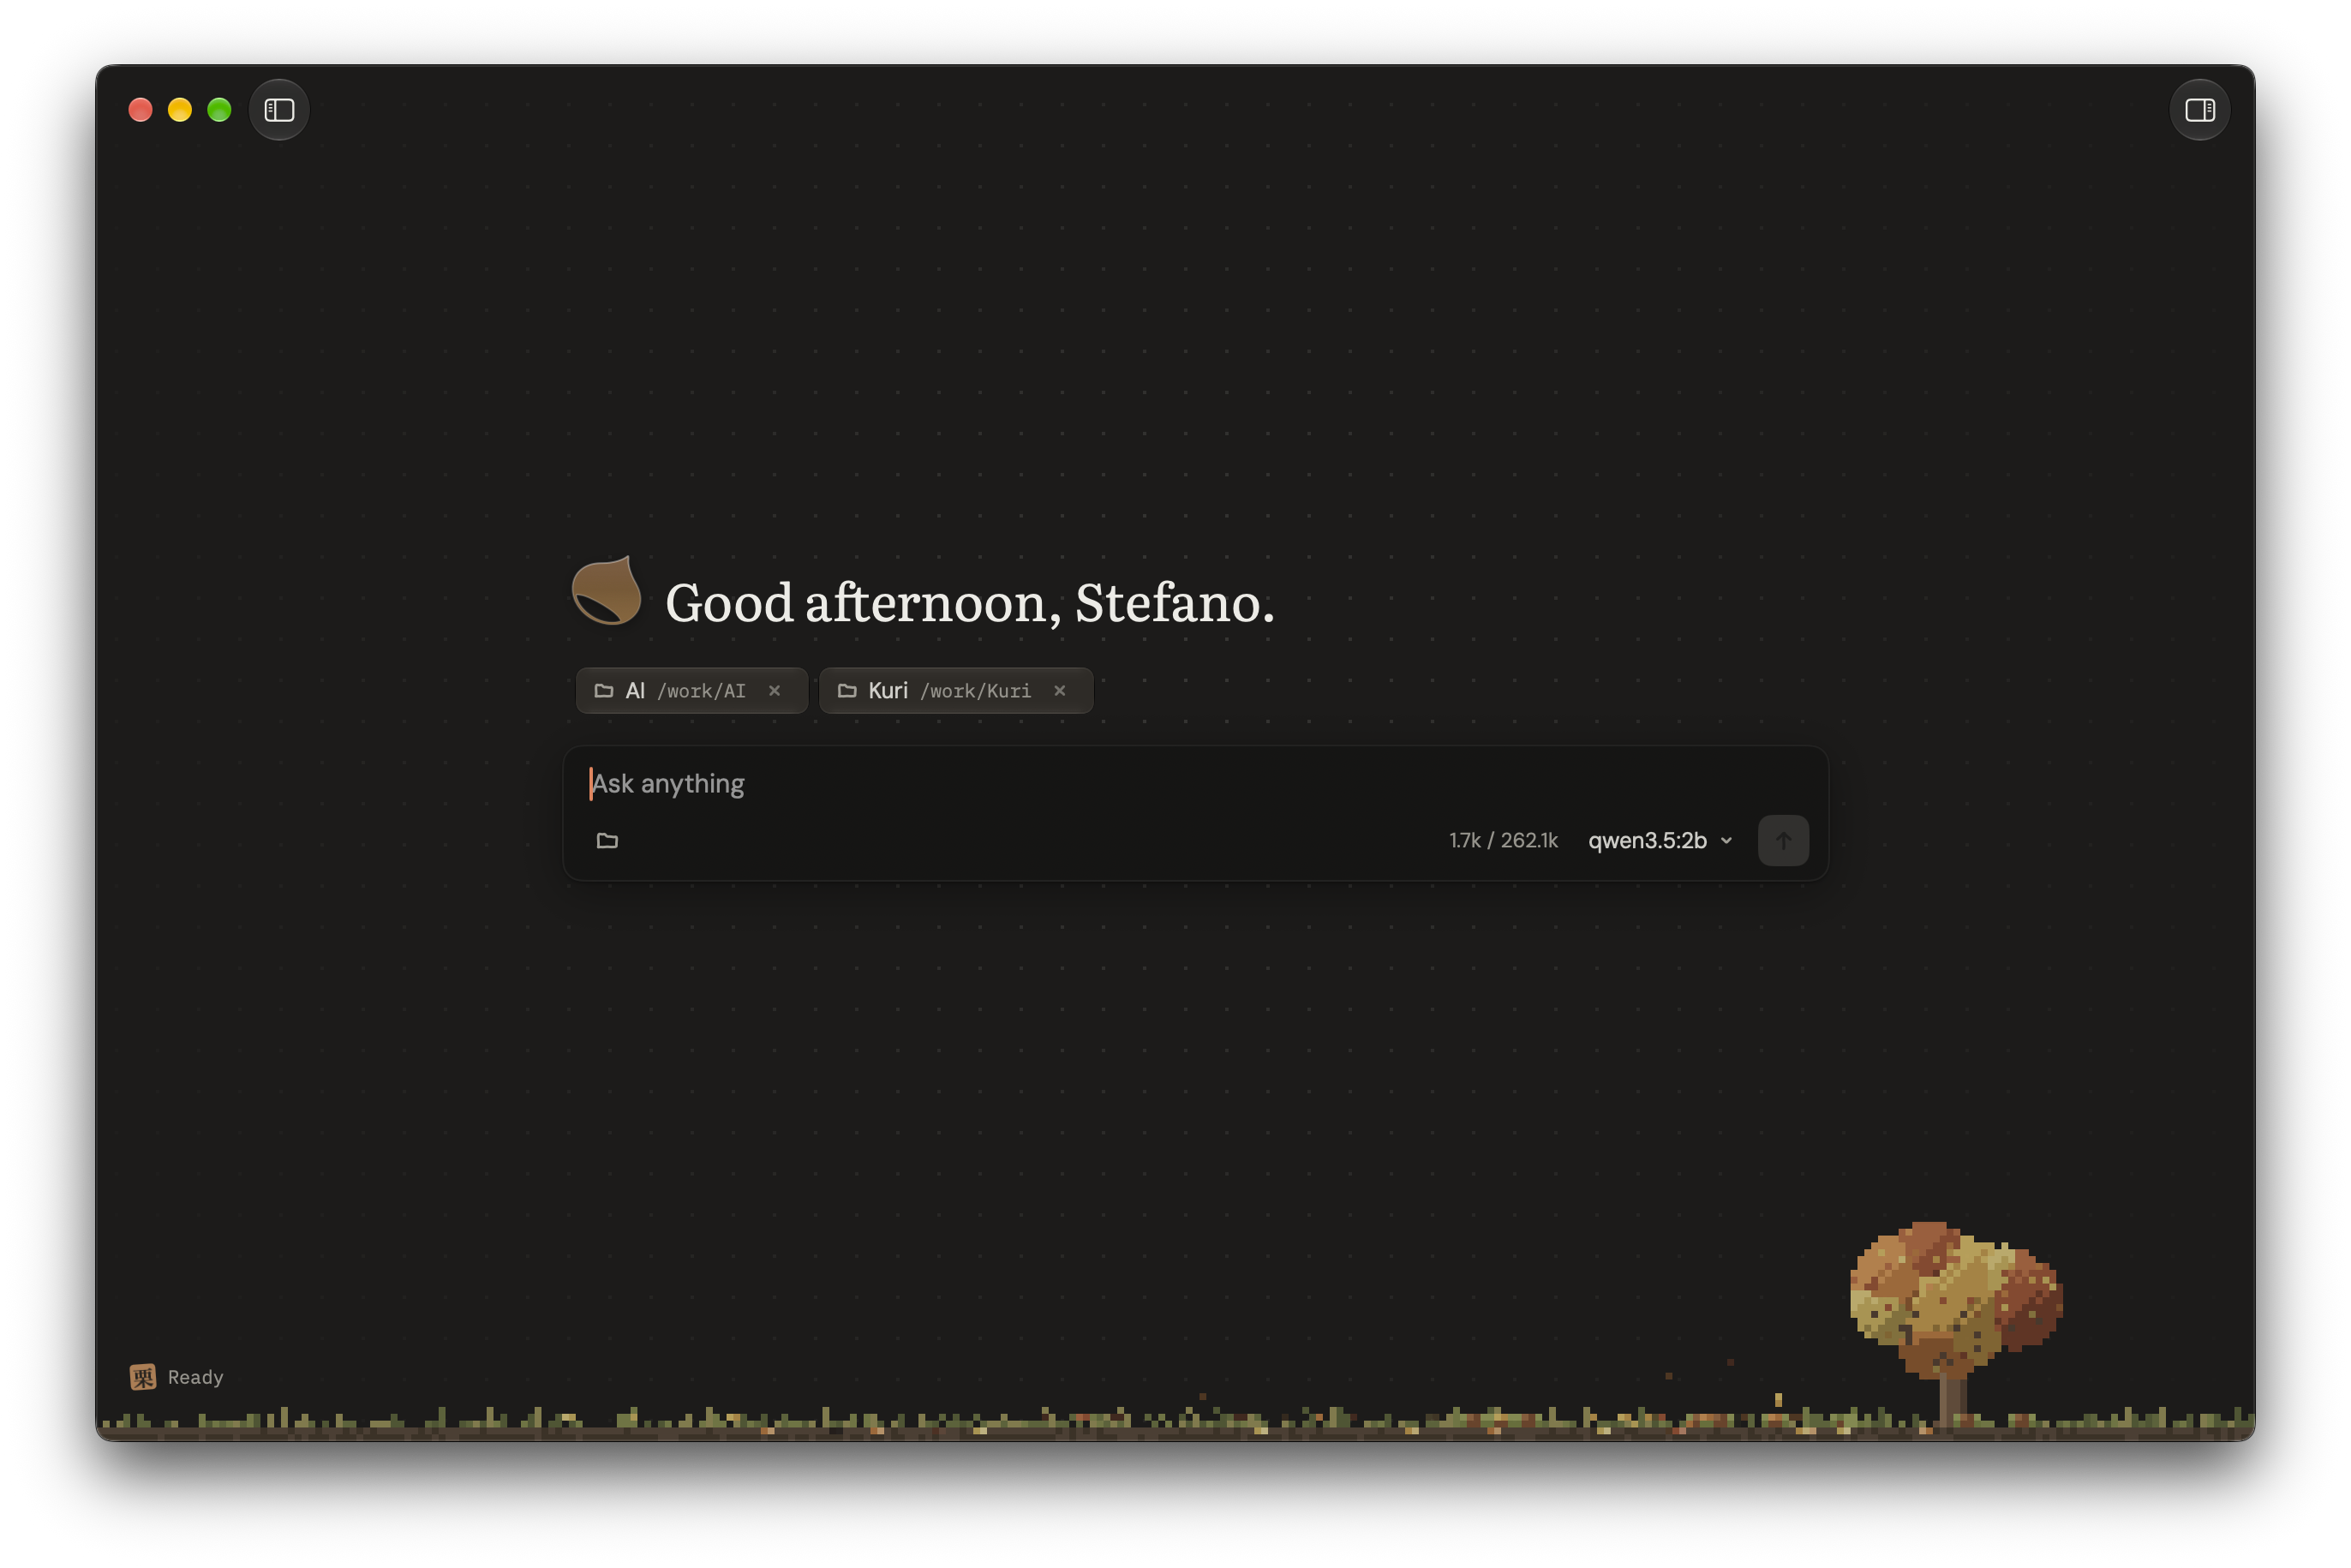 Good afternoon, Stefano.
AI /work/AI × Kuri /work/Kuri ×
Ask anything
1.7k / 262.1k qwen3.5:2b
栗 Ready